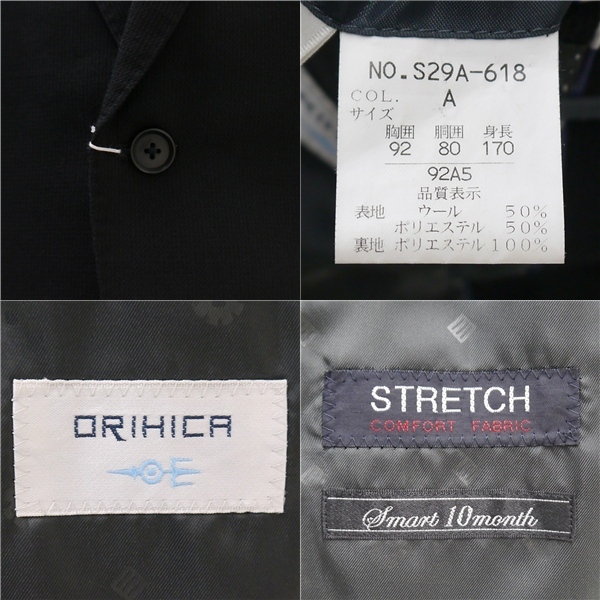 NO.S29A-618
COL. A
サイズ
胸囲 胴囲 身長
92 80 170
92A5
品質表示
表地 ウール 50%
ポリエステル 50%
裏地 ポリエステル 100%
ORIHICA
STRETCH
COMFORT FABRIC
Smart 10month